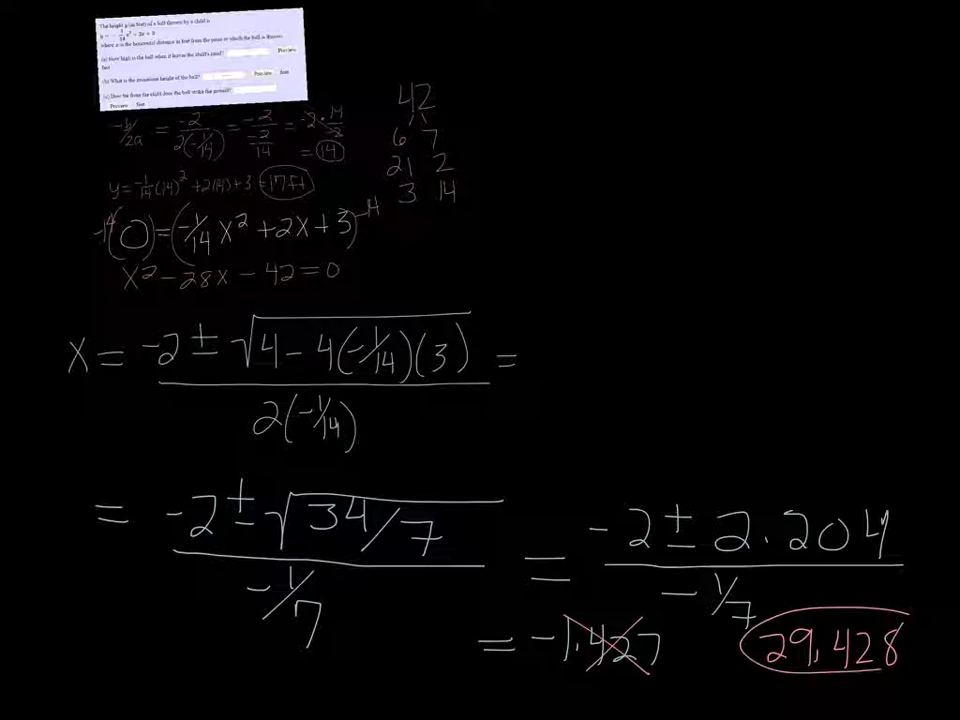 The height y (in feet) of a ball thrown by a child is
y = -1/14 x² + 2x + 3
where x is the horizontal distance in feet from the point at which the ball is thrown.
(a) How high is the ball when it leaves the child's hand? Preview
feet
(b) What is the maximum height of the ball? Preview feet
(c) How far from the child does the ball strike the ground?
Preview feet
-b/2a = -2/2(-1/14) = -2/(-2/14) = -2 · 14/-2
= 14
y = -1/14(14)² + 2(14) + 3 = 17 ft
-14(0) = (-1/14 x² + 2x + 3)-14
x² - 28x - 42 = 0
42
6 7
21 2
3 14
x = (-2 ± √(4 - 4(-1/14)(3)))/(2(-1/14)) =
= (-2 ± √(34/7))/(-1/7) = (-2 ± 2.204)/(-1/7)
= -1.427 29.428